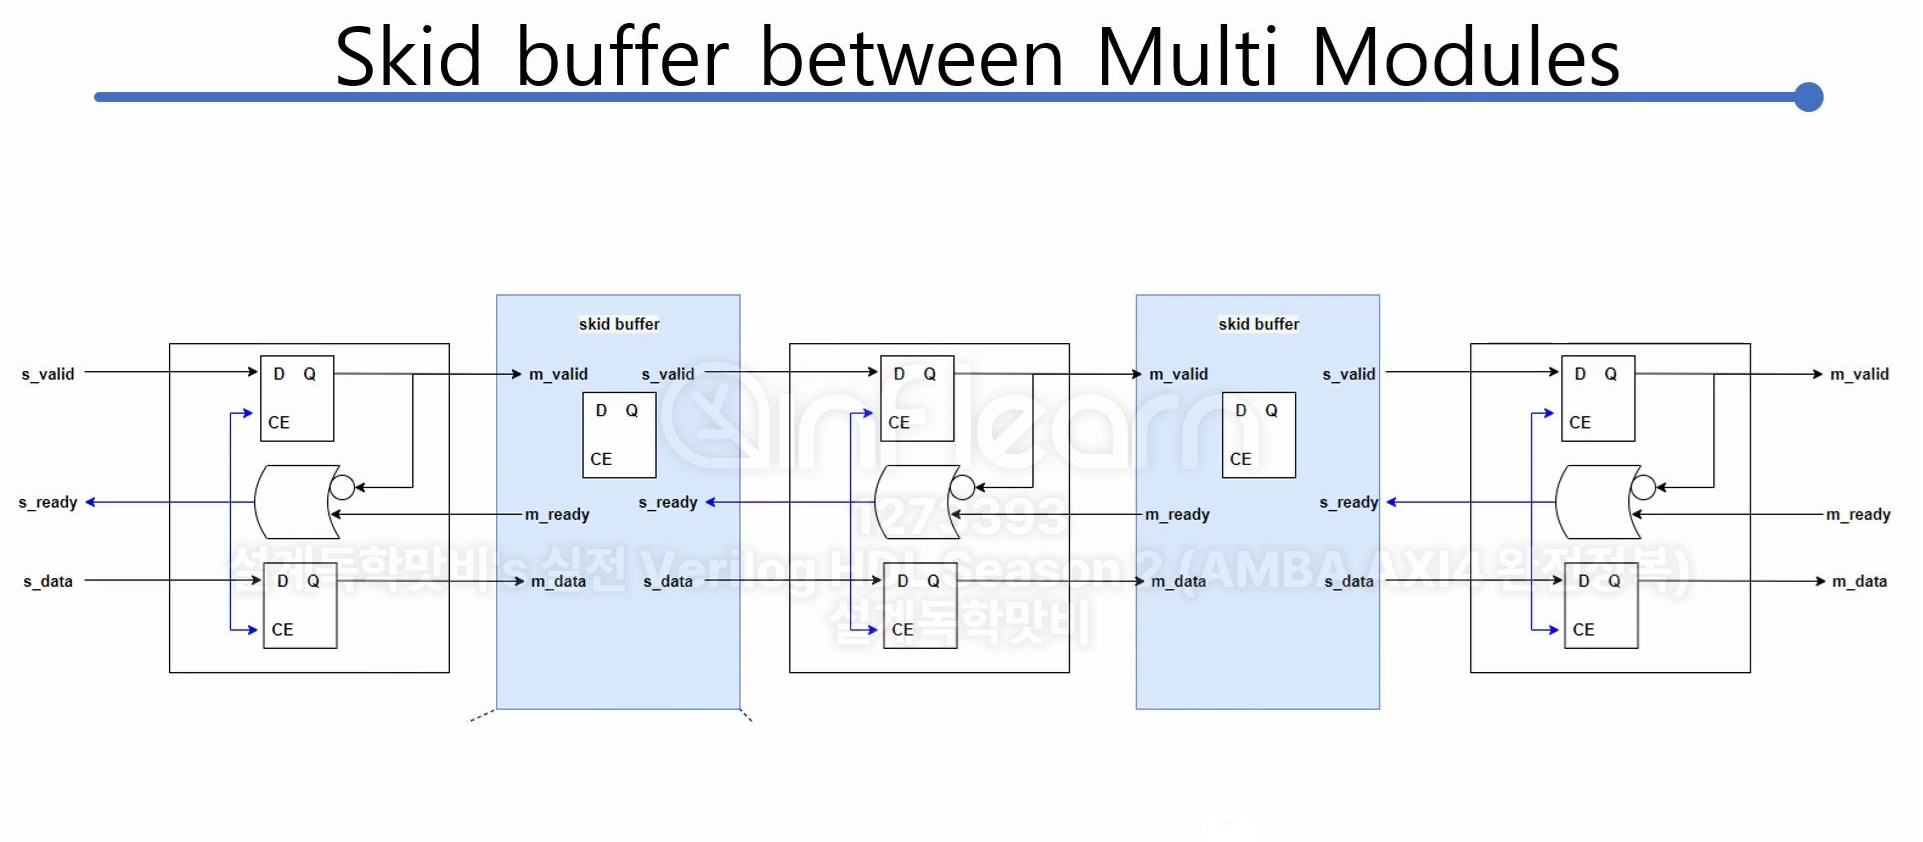 Skid buffer between Multi Modules
skid buffer
skid buffer
s_valid
D Q
CE
m_valid
s_valid
D Q
CE
D Q
CE
m_valid
s_valid
D Q
CE
D Q
CE
m_valid
s_ready
m_ready
s_ready
m_ready
s_ready
m_ready
s_data
D Q
CE
m_data
s_data
D Q
CE
m_data
s_data
D Q
CE
m_data
inflearn
1273393
설계독학맛비's 실전 Verilog HDL Season 2 (AMBA AXI4 완전정복)
설계독학맛비